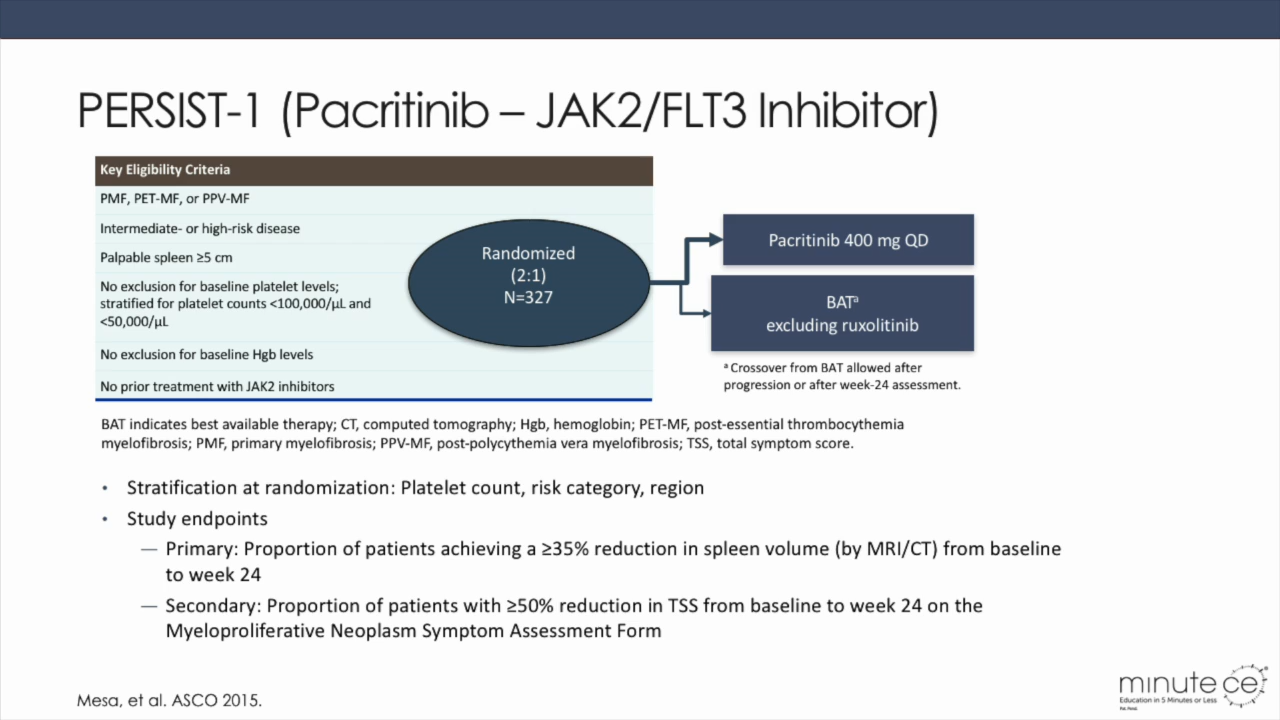 PERSIST-1 (Pacritinib – JAK2/FLT3 Inhibitor)
Key Eligibility Criteria
PMF, PET-MF, or PPV-MF
Intermediate- or high-risk disease
Palpable spleen ≥5 cm
No exclusion for baseline platelet levels;
stratified for platelet counts <100,000/µL and
<50,000/µL
No exclusion for baseline Hgb levels
No prior treatment with JAK2 inhibitors
Randomized
(2:1)
N=327
Pacritinib 400 mg QD
BATᵃ
excluding ruxolitinib
ᵃ Crossover from BAT allowed after
progression or after week-24 assessment.
BAT indicates best available therapy; CT, computed tomography; Hgb, hemoglobin; PET-MF, post-essential thrombocythemia
myelofibrosis; PMF, primary myelofibrosis; PPV-MF, post-polycythemia vera myelofibrosis; TSS, total symptom score.
• Stratification at randomization: Platelet count, risk category, region
• Study endpoints
— Primary: Proportion of patients achieving a ≥35% reduction in spleen volume (by MRI/CT) from baseline
to week 24
— Secondary: Proportion of patients with ≥50% reduction in TSS from baseline to week 24 on the
Myeloproliferative Neoplasm Symptom Assessment Form
Mesa, et al. ASCO 2015.
minute ce
Education in 5 Minutes or Less